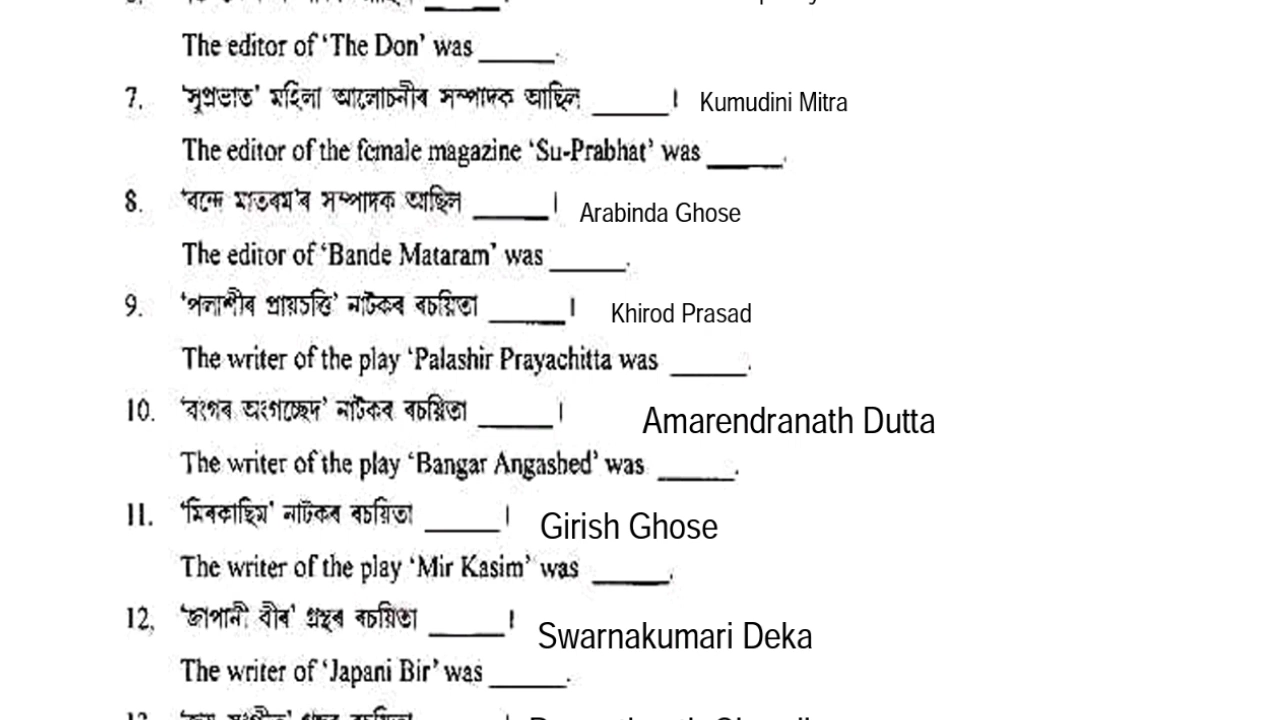 The editor of ‘The Don’ was ______.
7. ‘সুপ্ৰভাত’ মহিলা আলোচনীৰ সম্পাদক আছিল ______। Kumudini Mitra
The editor of the female magazine ‘Su-Prabhat’ was ______.
8. ‘বন্দে মাতৰম’ৰ সম্পাদক আছিল ______। Arabinda Ghose
The editor of ‘Bande Mataram’ was ______.
9. ‘পলাশীৰ প্ৰায়চত্তি’ নাটকৰ ৰচয়িতা ______। Khirod Prasad
The writer of the play ‘Palashir Prayachitta was ______.
10. ‘বংগৰ অংগচ্ছেদ’ নাটকৰ ৰচয়িতা ______। Amarendranath Dutta
The writer of the play ‘Bangar Angashed’ was ______.
11. ‘মিৰকাছিম’ নাটকৰ ৰচয়িতা ______। Girish Ghose
The writer of the play ‘Mir Kasim’ was ______.
12, ‘জাপানী বীৰ’ গ্ৰন্থৰ ৰচয়িতা ______। Swarnakumari Deka
The writer of ‘Japani Bir’ was ______.